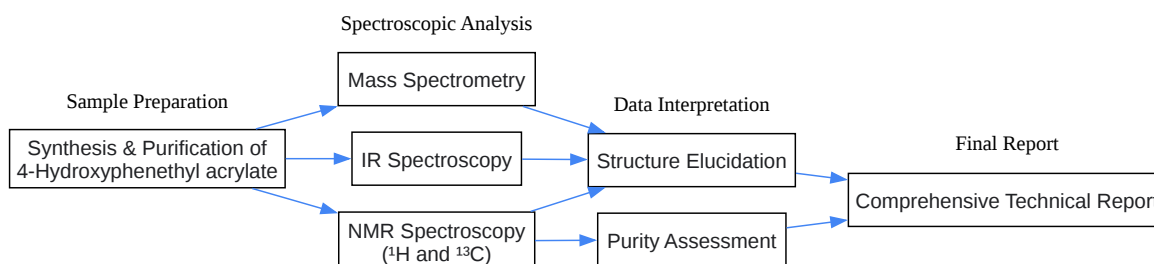 Spectroscopic Analysis
Mass Spectrometry
Sample Preparation
Data Interpretation
Synthesis & Purification of
4-Hydroxyphenethyl acrylate
IR Spectroscopy
Structure Elucidation
Final Report
Comprehensive Technical Report
NMR Spectroscopy
(¹H and ¹³C)
Purity Assessment